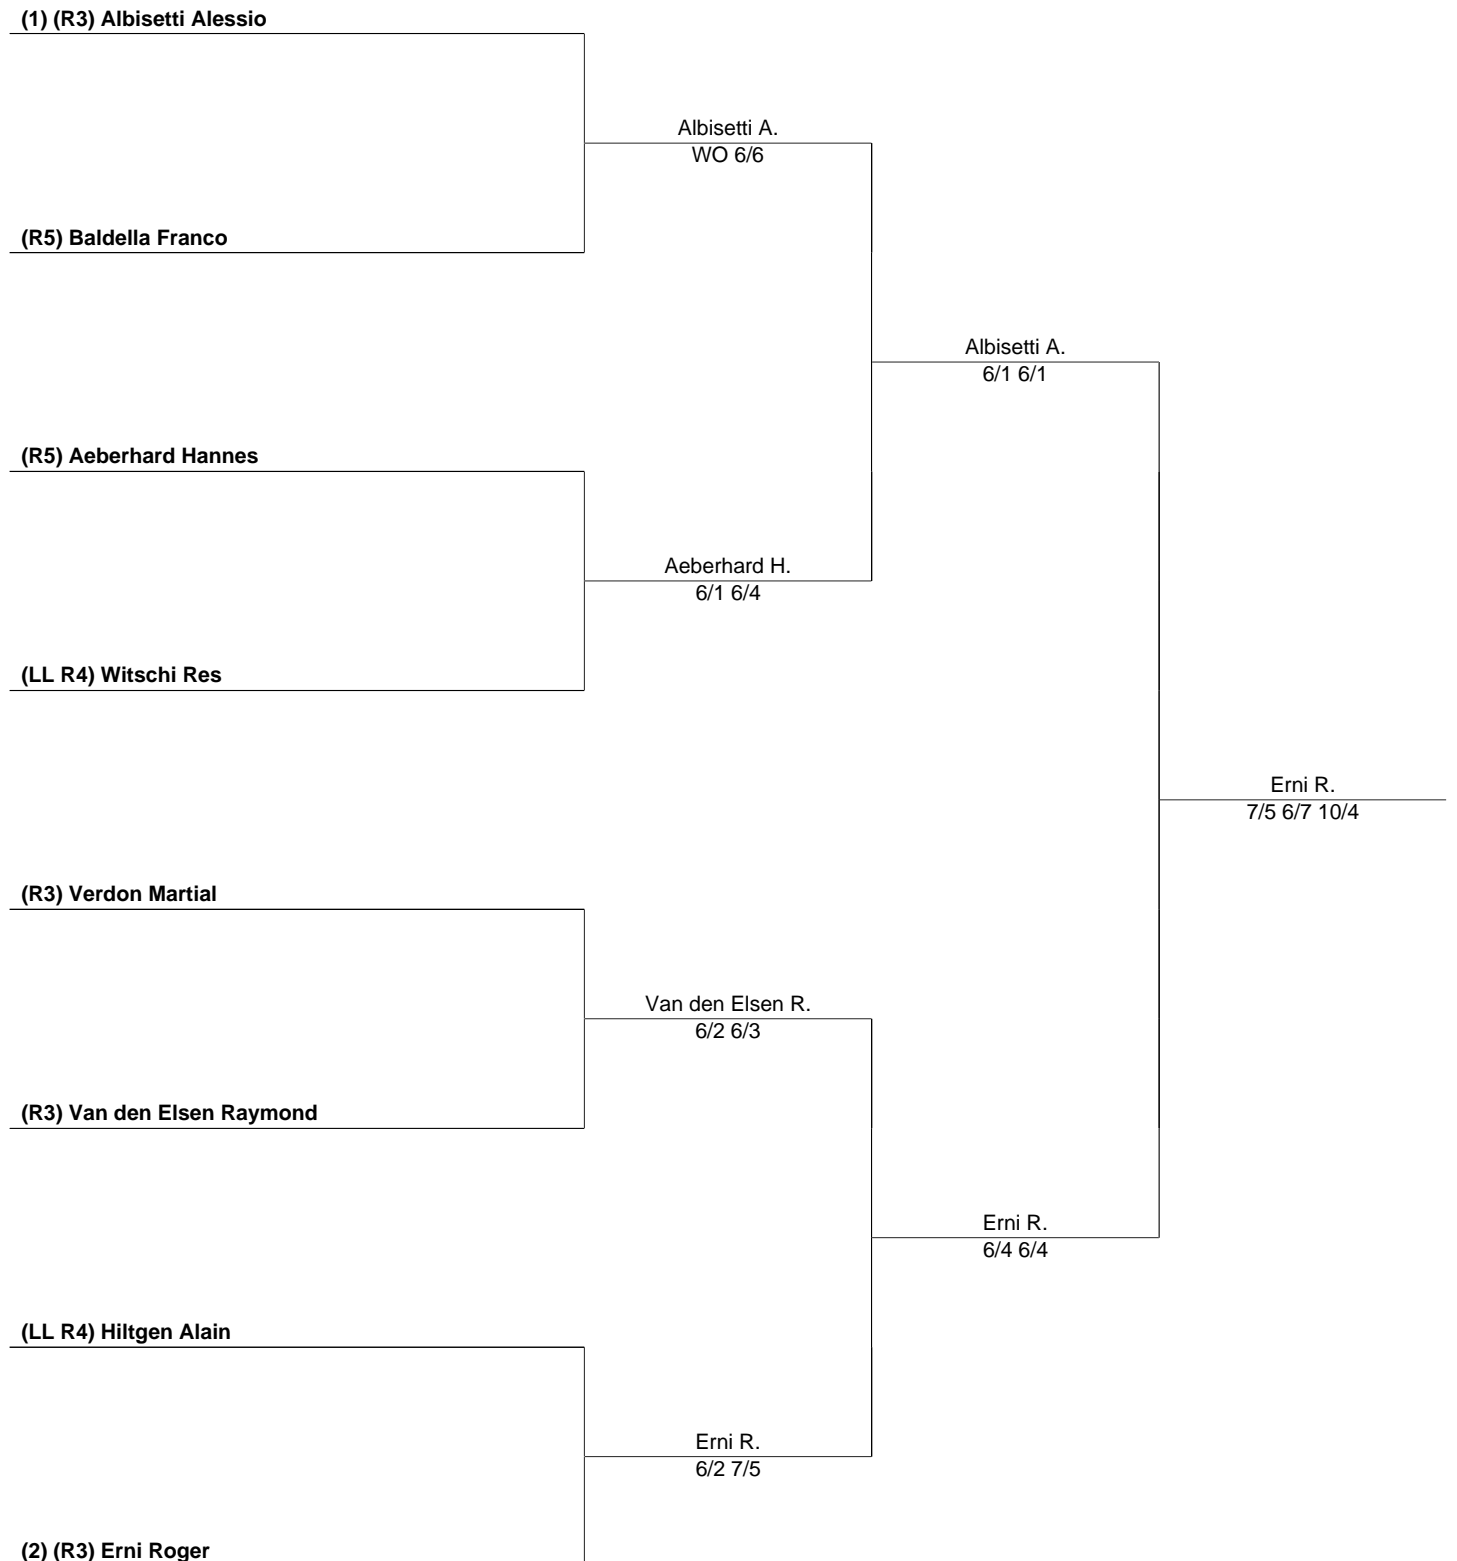 (1) (R3) Albisetti Alessio
Albisetti A.
WO 6/6
(R5) Baldella Franco
Albisetti A.
6/1 6/1
(R5) Aeberhard Hannes
Aeberhard H.
6/1 6/4
(LL R4) Witschi Res
Erni R.
7/5 6/7 10/4
(R3) Verdon Martial
Van den Elsen R.
6/2 6/3
(R3) Van den Elsen Raymond
Erni R.
6/4 6/4
(LL R4) Hiltgen Alain
Erni R.
6/2 7/5
(2) (R3) Erni Roger